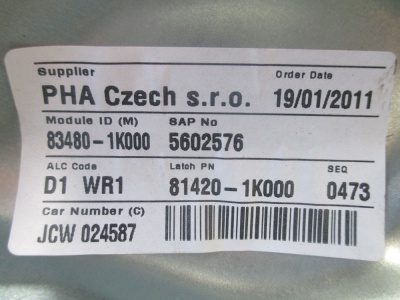 Supplier Order Date
PHA Czech s.r.o. 19/01/2011
Module ID (M) SAP No
83480-1K000 5602576
ALC Code Latch PN SEQ
D1 WR1 81420-1K000 0473
Car Number (C)
JCW 024587